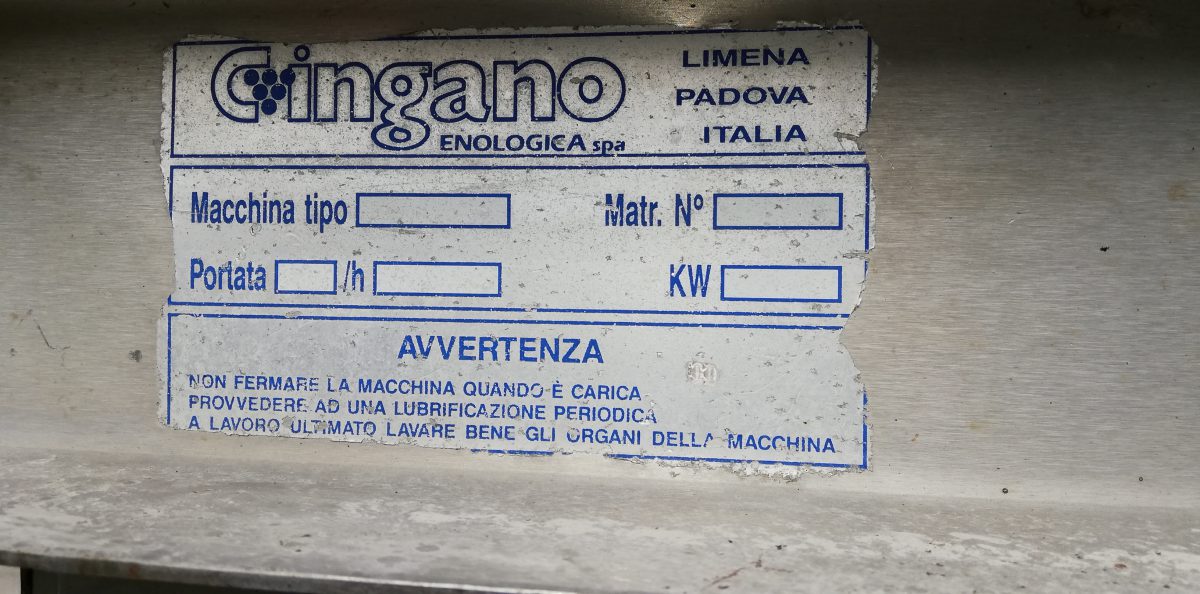 Cingano
ENOLOGICA spa
LIMENA
PADOVA
ITALIA
Macchina tipo
Matr. N°
Portata /h
KW
AVVERTENZA
NON FERMARE LA MACCHINA QUANDO È CARICA
PROVVEDERE AD UNA LUBRIFICAZIONE PERIODICA
A LAVORO ULTIMATO LAVARE BENE GLI ORGANI DELLA MACCHINA